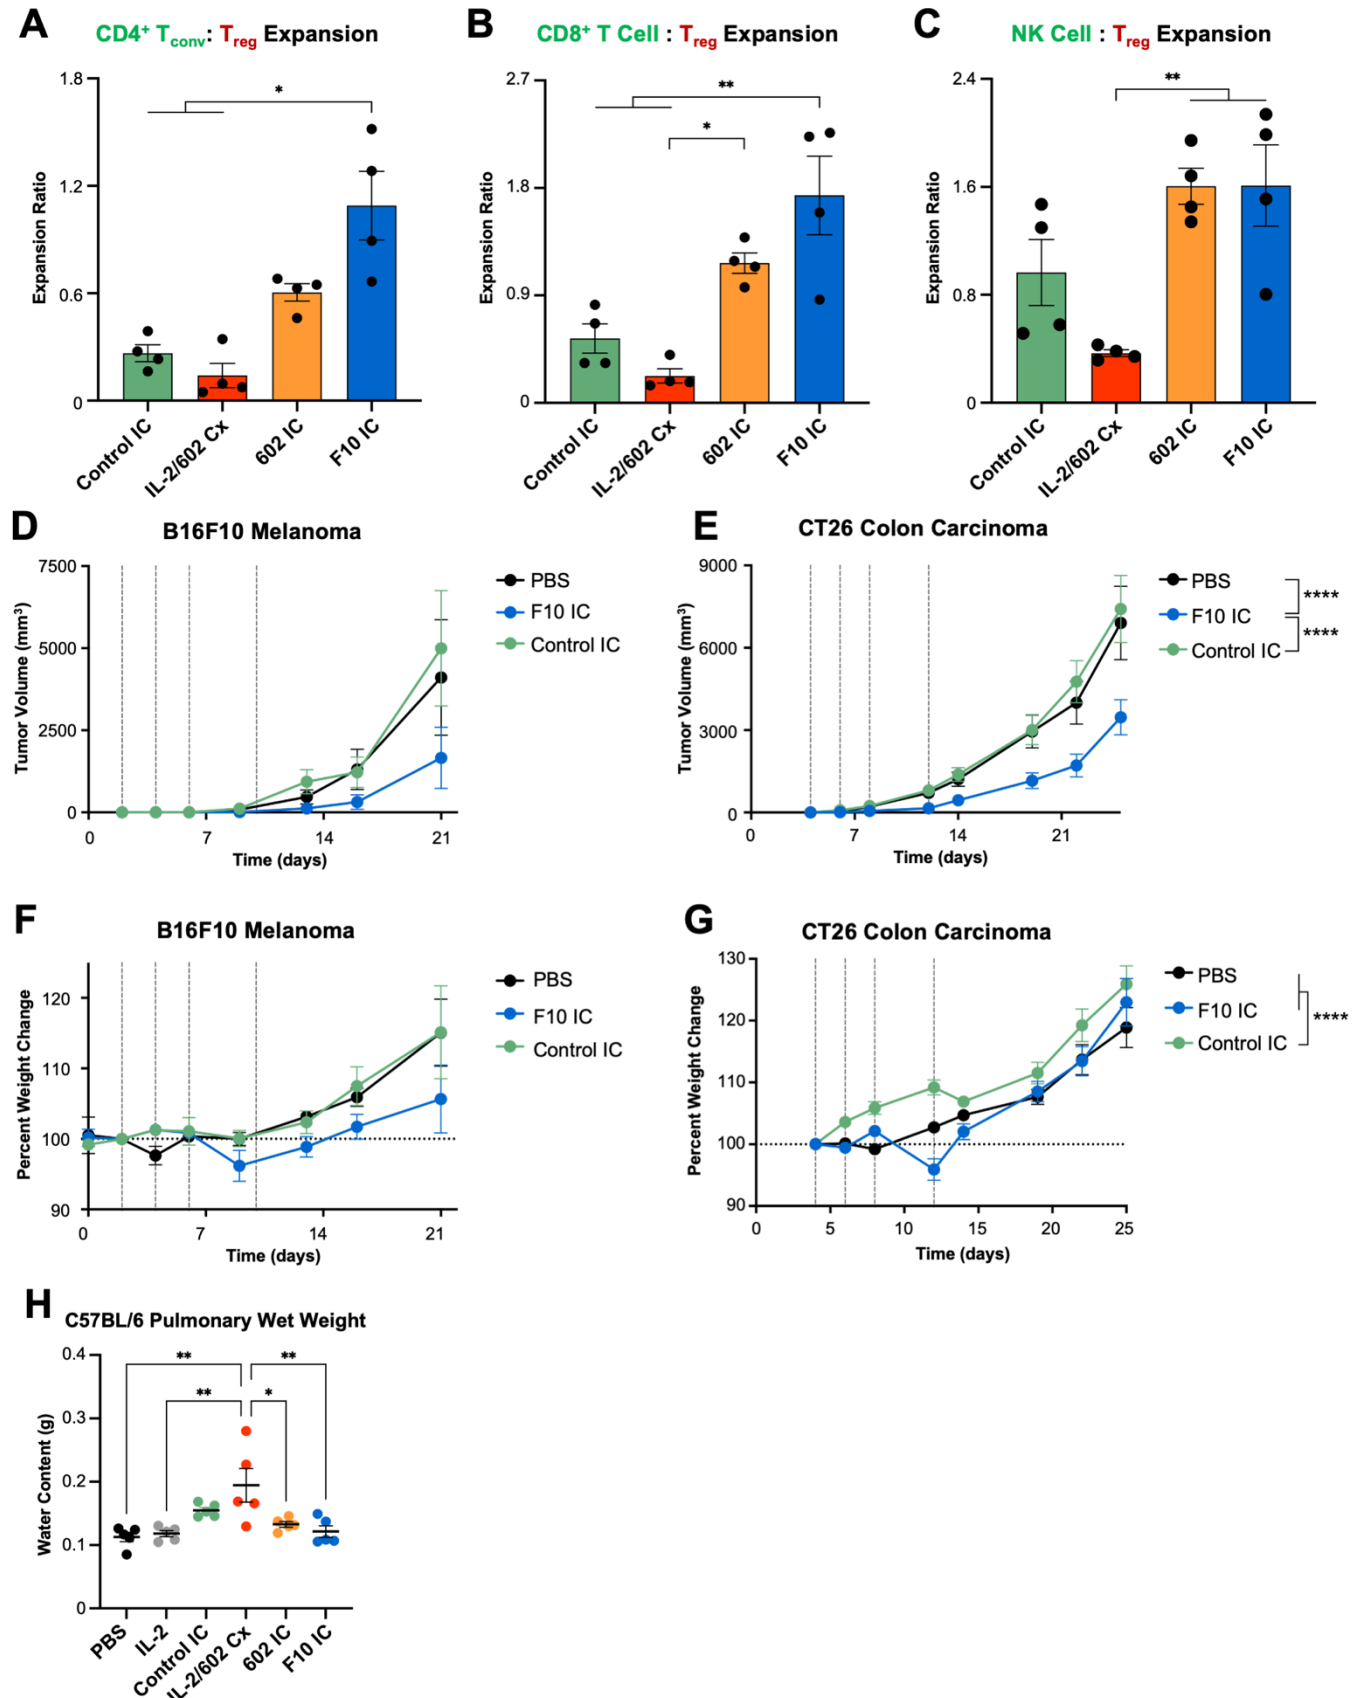 A
CD4⁺ Tconv: Treg Expansion
Expansion Ratio
1.8
1.2
0.6
0
*
Control IC
IL-2/602 Cx
602 IC
F10 IC
B
CD8⁺ T Cell : Treg Expansion
Expansion Ratio
2.7
1.8
0.9
0
**
*
Control IC
IL-2/602 Cx
602 IC
F10 IC
C
NK Cell : Treg Expansion
Expansion Ratio
2.4
1.6
0.8
0
**
Control IC
IL-2/602 Cx
602 IC
F10 IC
D
B16F10 Melanoma
Tumor Volume (mm³)
7500
5000
2500
0
0
7
14
21
Time (days)
PBS
F10 IC
Control IC
E
CT26 Colon Carcinoma
Tumor Volume (mm³)
9000
6000
3000
0
0
7
14
21
Time (days)
PBS
F10 IC
Control IC
****
****
F
B16F10 Melanoma
Percent Weight Change
120
110
100
90
0
7
14
21
Time (days)
PBS
F10 IC
Control IC
G
CT26 Colon Carcinoma
Percent Weight Change
130
120
110
100
90
0
5
10
15
20
25
Time (days)
PBS
F10 IC
Control IC
****
H
C57BL/6 Pulmonary Wet Weight
Water Content (g)
0.4
0.3
0.2
0.1
0
**
**
**
*
PBS
IL-2
Control IC
IL-2/602 Cx
602 IC
F10 IC